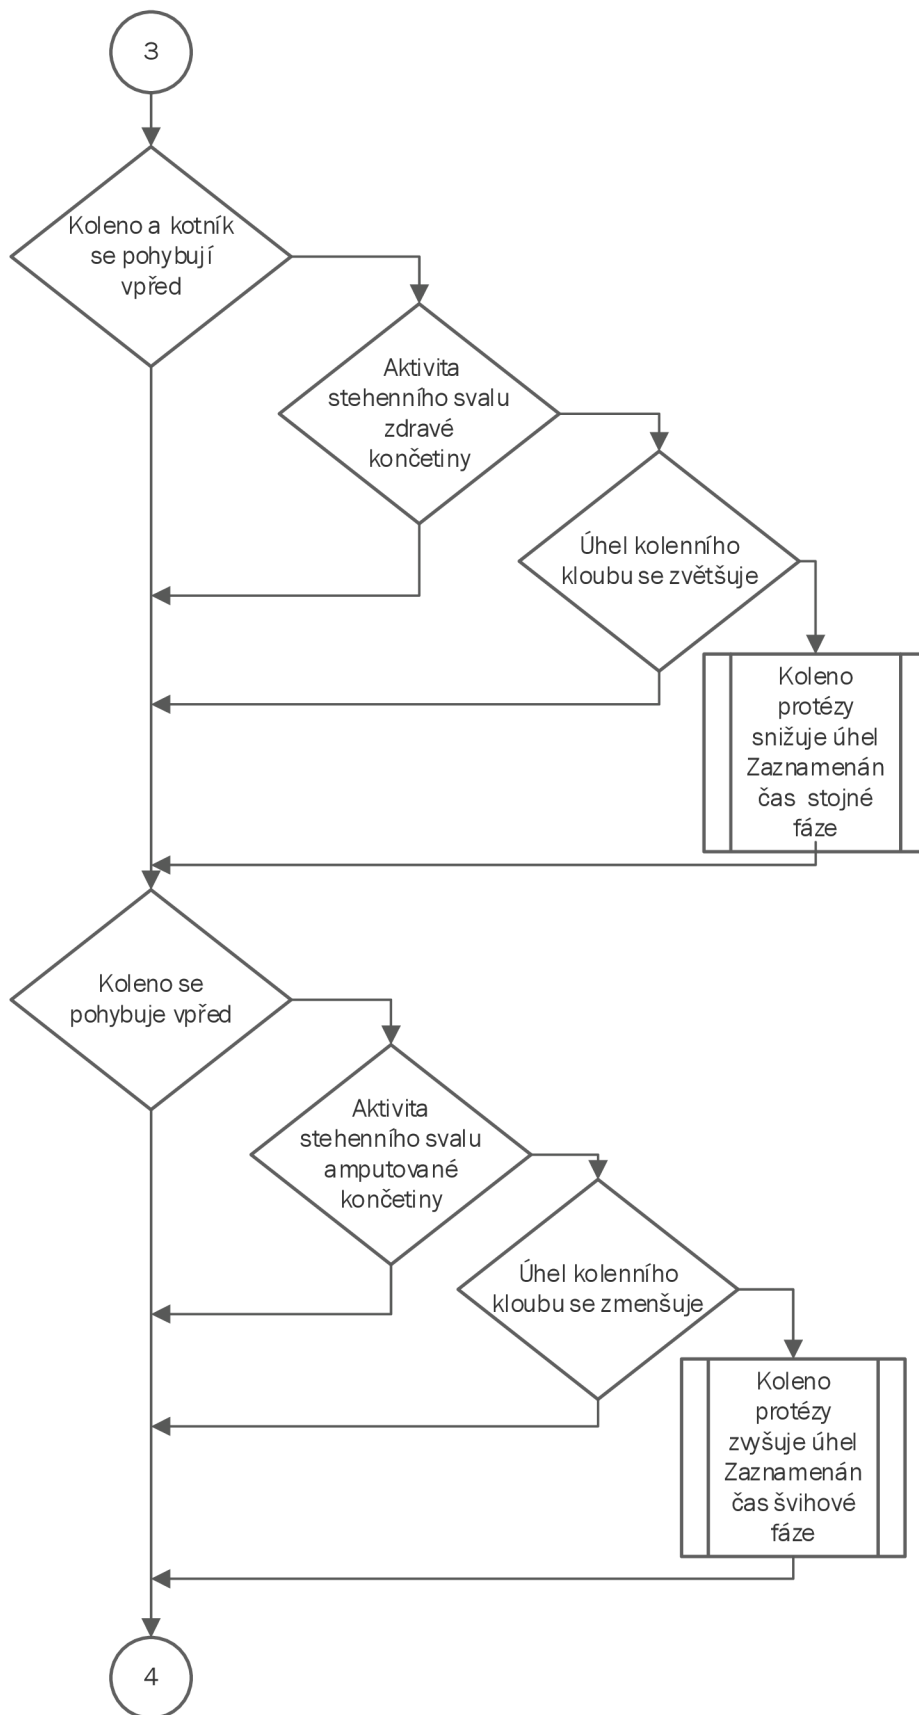 3
Koleno a kotník
se pohybují
vpřed
Aktivita
stehenního svalu
zdravé
končetiny
Úhel kolenního
kloubu se zvětšuje
Koleno
protézy
snižuje úhel
Zaznamenán
čas stojné
fáze
Koleno se
pohybuje vpřed
Aktivita
stehenního svalu
amputované
končetiny
Úhel kolenního
kloubu se zmenšuje
Koleno
protézy
zvyšuje úhel
Zaznamenán
čas švihové
fáze
4